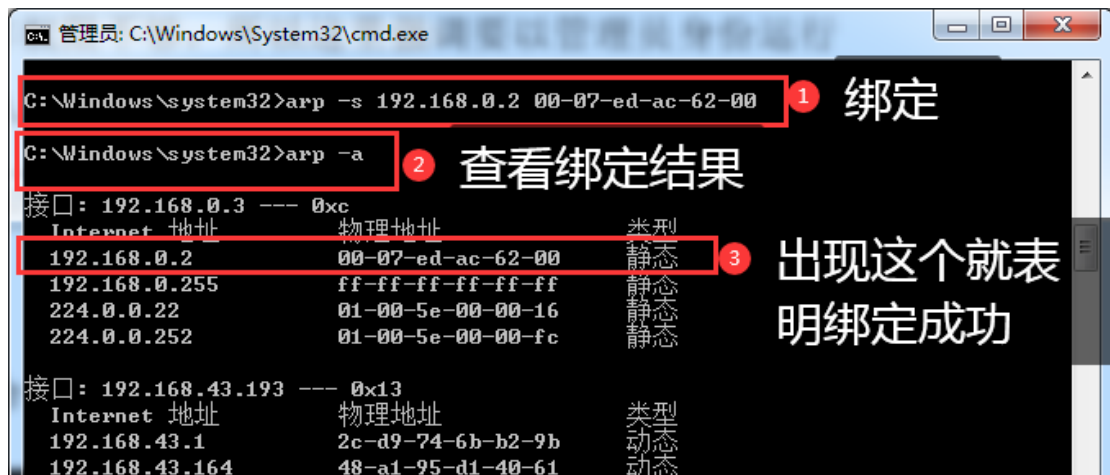 管理员: C:\Windows\System32\cmd.exe
C:\Windows\system32>arp -s 192.168.0.2 00-07-ed-ac-62-00
1 绑定
C:\Windows\system32>arp -a
2 查看绑定结果
接口: 192.168.0.3 --- 0xc
Internet 地址 物理地址 类型
192.168.0.2 00-07-ed-ac-62-00 静态
3 出现这个就表
明绑定成功
192.168.0.255 ff-ff-ff-ff-ff-ff 静态
224.0.0.22 01-00-5e-00-00-16 静态
224.0.0.252 01-00-5e-00-00-fc 静态
接口: 192.168.43.193 --- 0x13
Internet 地址 物理地址 类型
192.168.43.1 2c-d9-74-6b-b2-9b 动态
192.168.43.164 48-a1-95-d1-40-61 动态